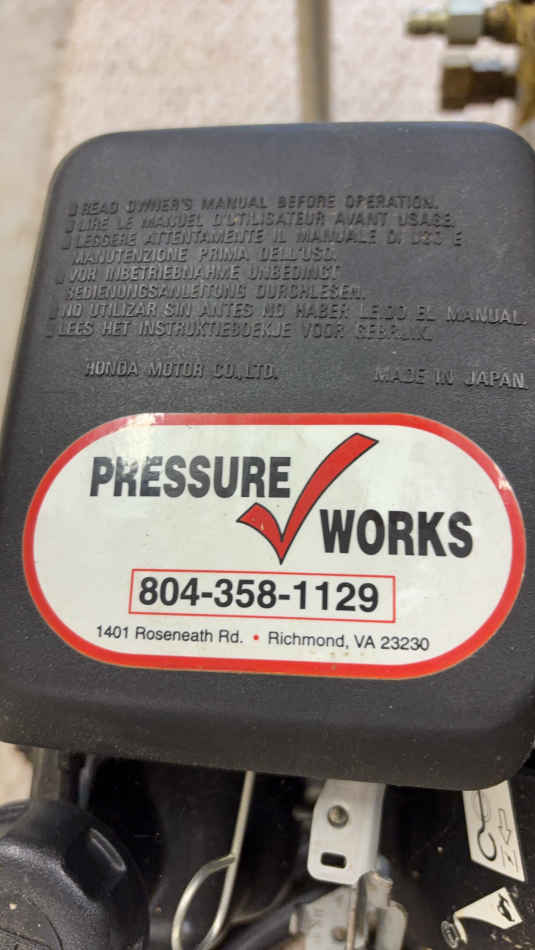 READ OWNER'S MANUAL BEFORE OPERATION.
LIRE LE MANUEL D'UTILISATEUR AVANT USAGE.
LEGGERE ATTENTAMENTE IL MANUALE DI USO E
MANUTENZIONE PRIMA DELL'USO.
VOR INBETRIEBNAHME UNBEDINGT
BEDIENUNGSANLEITUNG DURCHLESEN.
NO UTILIZAR SIN ANTES NO HABER LEIDO EL MANUAL.
LEES HET INSTRUKTIEBOEKJE VOOR GEBRUIK.
HONDA MOTOR CO., LTD. MADE IN JAPAN.
PRESSURE
WORKS
804-358-1129
1401 Roseneath Rd. • Richmond, VA 23230